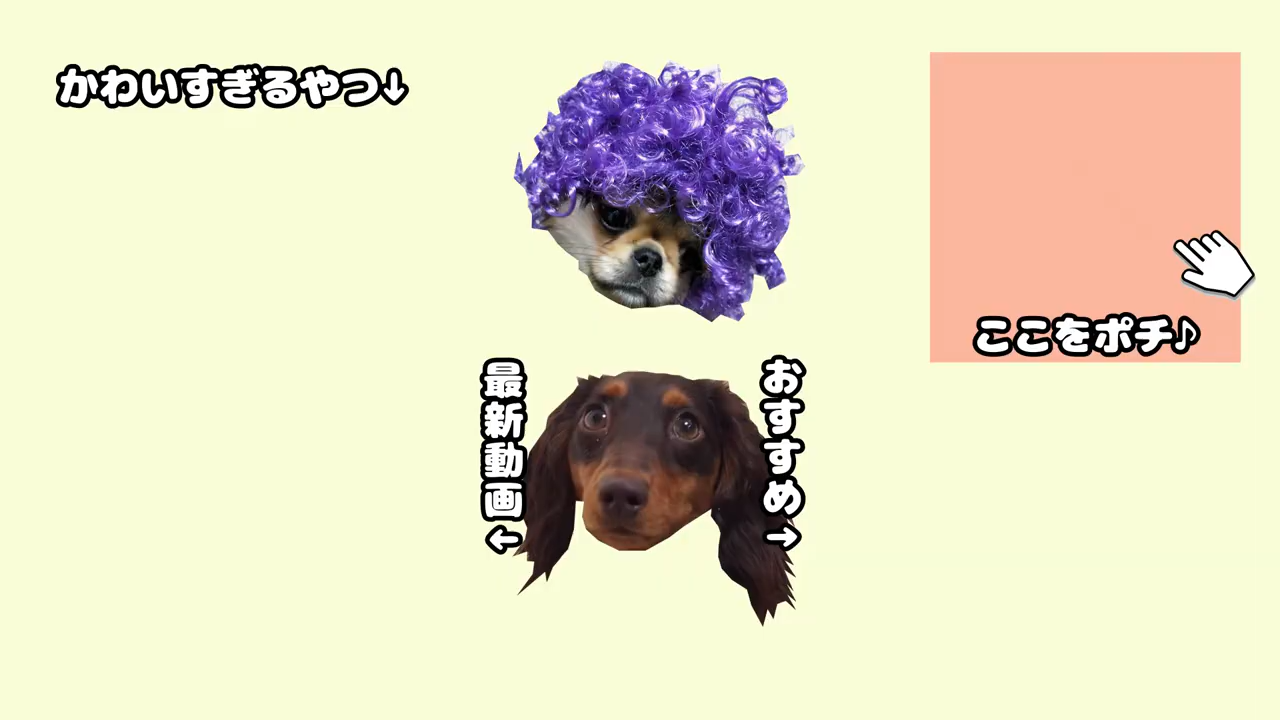 かわいすぎるやつ↓
ここをポチ♪
最新動画←
おすすめ→